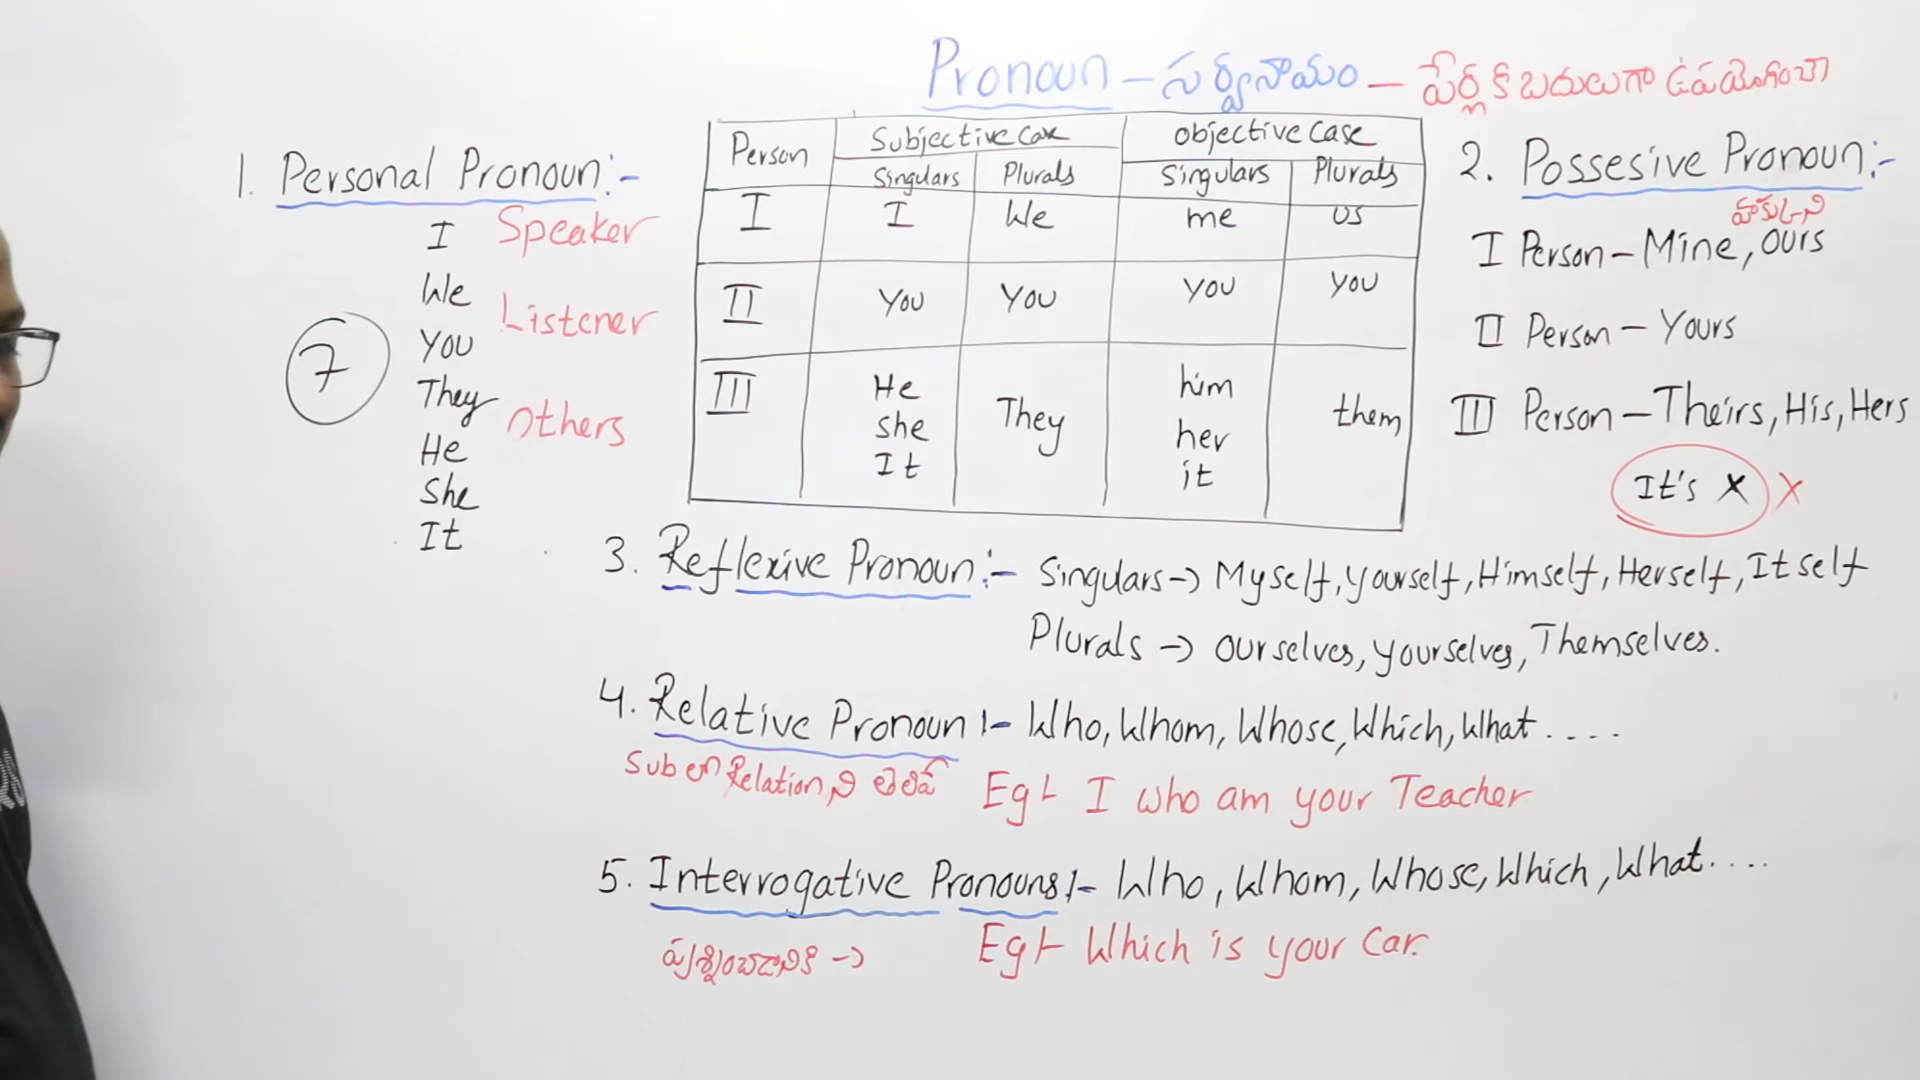 Pronoun – సర్వనామం – పేర్లకి బదులుగా ఉపయోగించేది
1. Personal Pronoun:-
I Speaker
We
Listener
You
They
Others
He
She
It
7
Person Subjective Case objective Case
Singulars Plurals Singulars Plurals
I I We me us
II You You you you
III He She It They him her it them
2. Possesive Pronoun:-
I Person – Mine, ours
II Person – Yours
III Person – Theirs, His, Hers
It's X X
3. Reflexive Pronoun:- Singulars → Myself, yourself, Himself, Herself, Itself
Plurals → ourselves, yourselves, Themselves.
4. Relative Pronoun :- Who, Whom, Whose, Which, What ....
Sub Relation ని
Eg :- I who am your Teacher
5. Interrogative Pronouns :- Who, Whom, Whose, Which, What ....
ప్రశ్నించడానికి →
Eg :- Which is your Car.